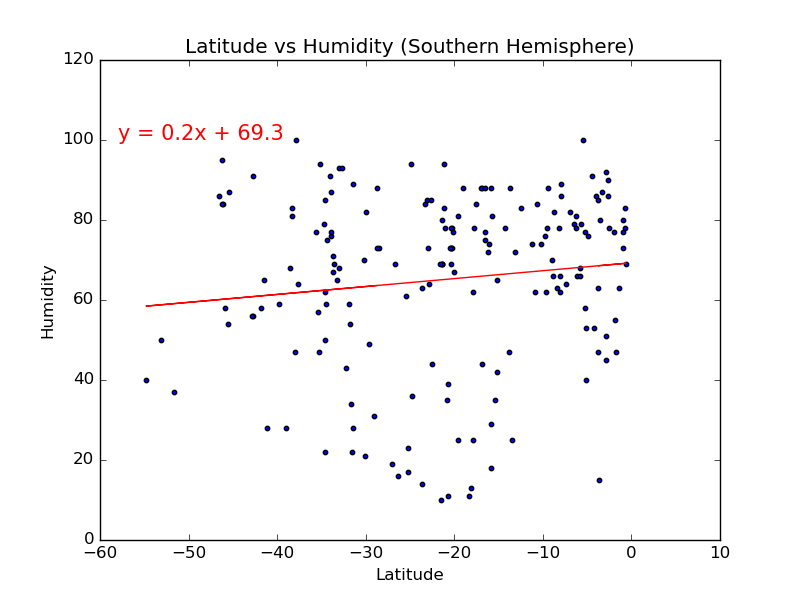 Latitude vs Humidity (Southern Hemisphere)
120
y = 0.2x + 69.3
100
80
60
40
20
0
Humidity
−60 −50 −40 −30 −20 −10 0 10
Latitude